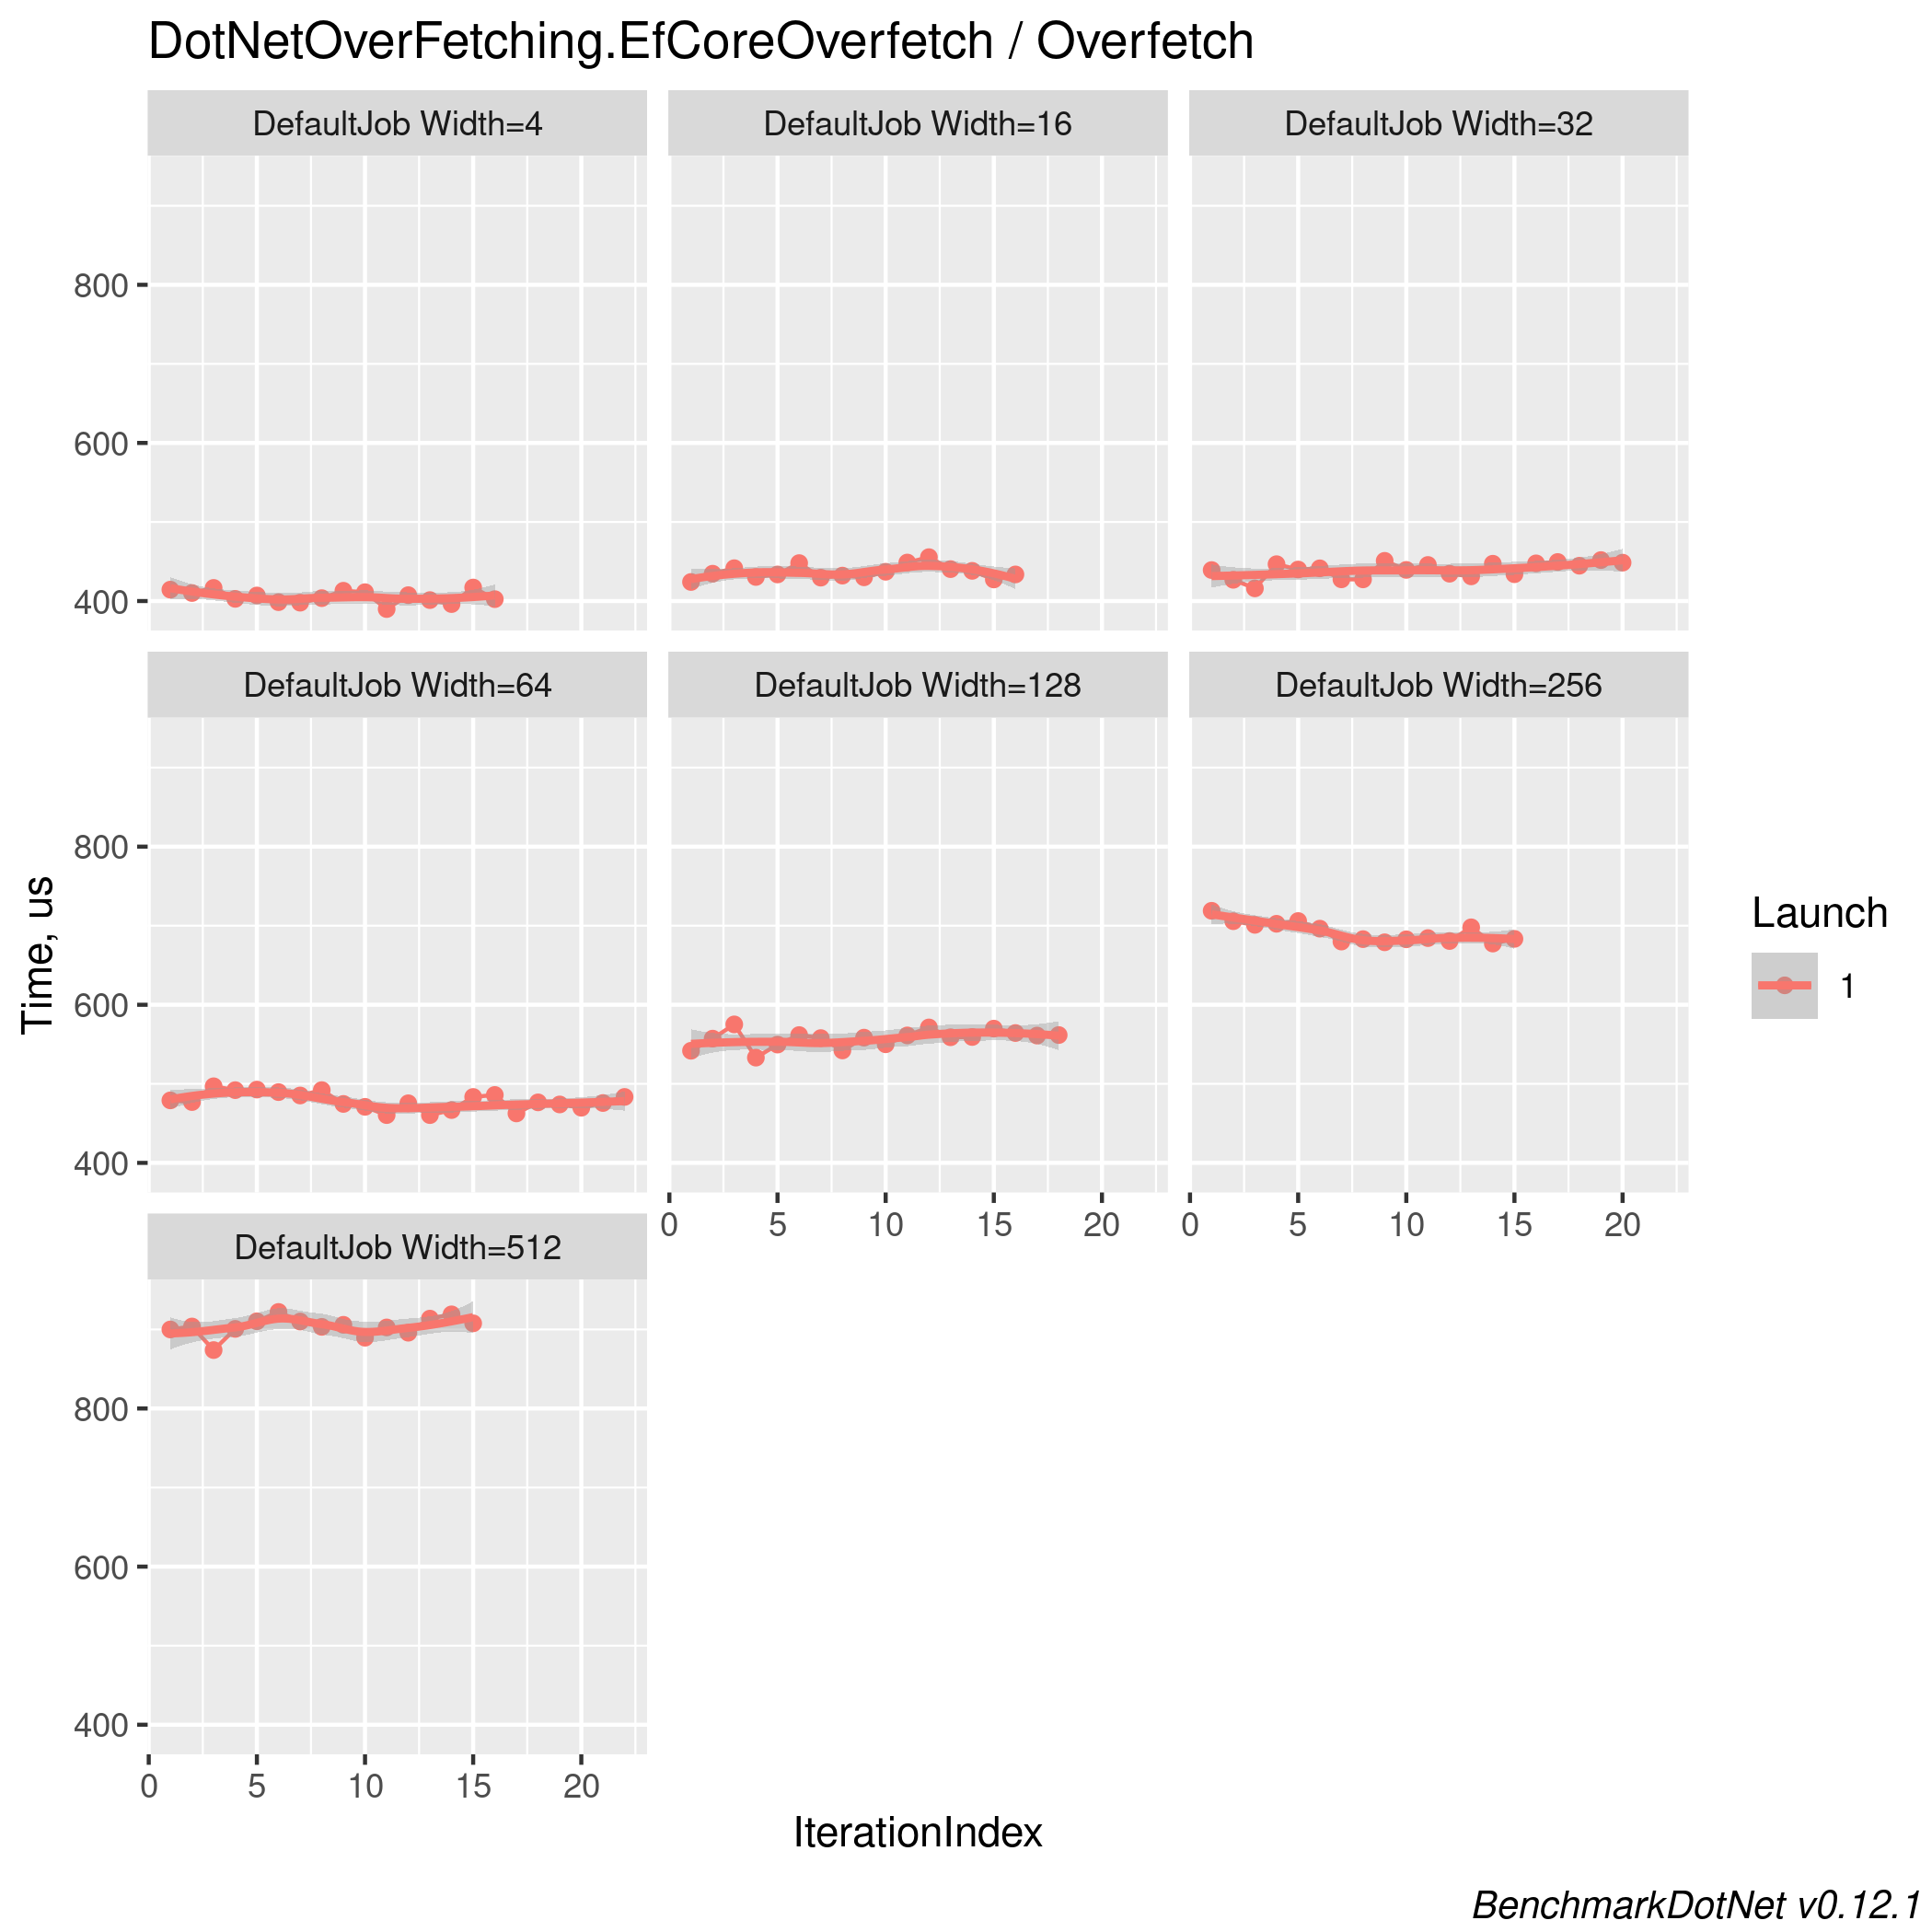 DotNetOverFetching.EfCoreOverfetch / Overfetch
DefaultJob Width=4
DefaultJob Width=16
DefaultJob Width=32
800
600
400
DefaultJob Width=64
DefaultJob Width=128
DefaultJob Width=256
800
600
400
0 5 10 15 20
0 5 10 15 20
DefaultJob Width=512
800
600
400
0 5 10 15 20
Time, us
IterationIndex
Launch
1
BenchmarkDotNet v0.12.1